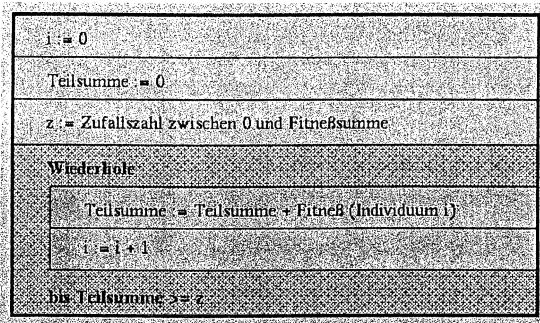 i := 0
Teilsumme := 0
z := Zufallszahl zwischen 0 und Fitneßsumme
Wiederhole
Teilsumme := Teilsumme + Fitneß (Individuum i)
i := i + 1
bis Teilsumme >= z